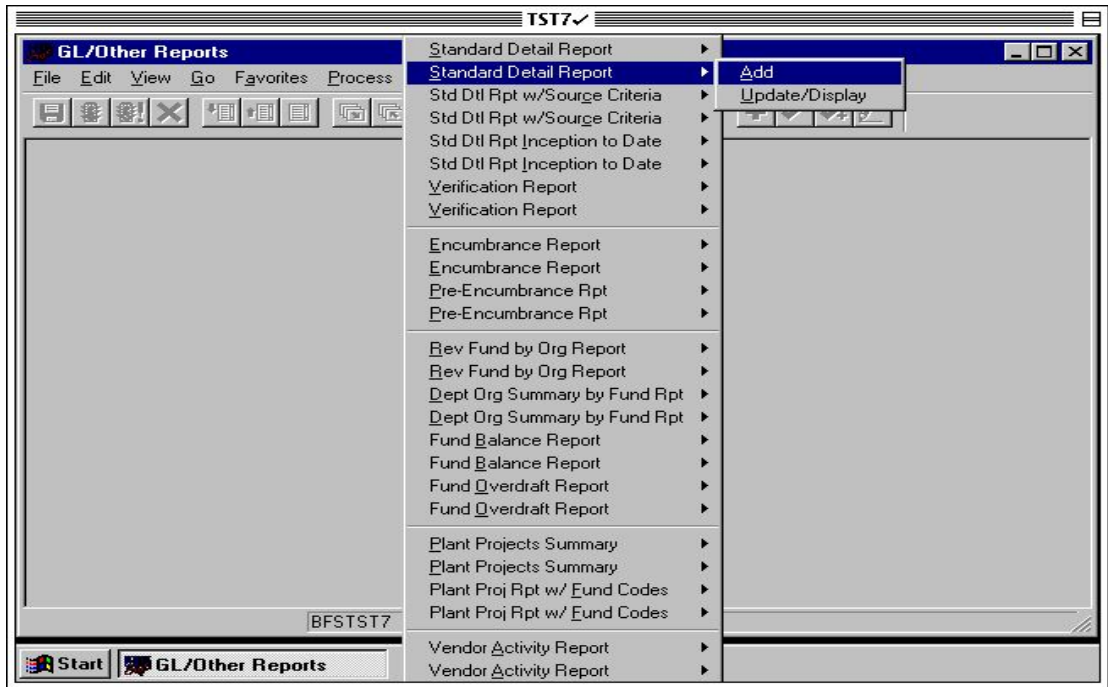 TST7✓
GL/Other Reports
File Edit View Go Favorites Process
Standard Detail Report
Standard Detail Report
Std Dtl Rpt w/Source Criteria
Std Dtl Rpt w/Source Criteria
Std Dtl Rpt Inception to Date
Std Dtl Rpt Inception to Date
Verification Report
Verification Report
Encumbrance Report
Encumbrance Report
Pre-Encumbrance Rpt
Pre-Encumbrance Rpt
Rev Fund by Org Report
Rev Fund by Org Report
Dept Org Summary by Fund Rpt
Dept Org Summary by Fund Rpt
Fund Balance Report
Fund Balance Report
Fund Overdraft Report
Fund Overdraft Report
Plant Projects Summary
Plant Projects Summary
Plant Proj Rpt w/ Fund Codes
Plant Proj Rpt w/ Fund Codes
Vendor Activity Report
Vendor Activity Report
Add
Update/Display
BFSTST7
Start
GL/Other Reports